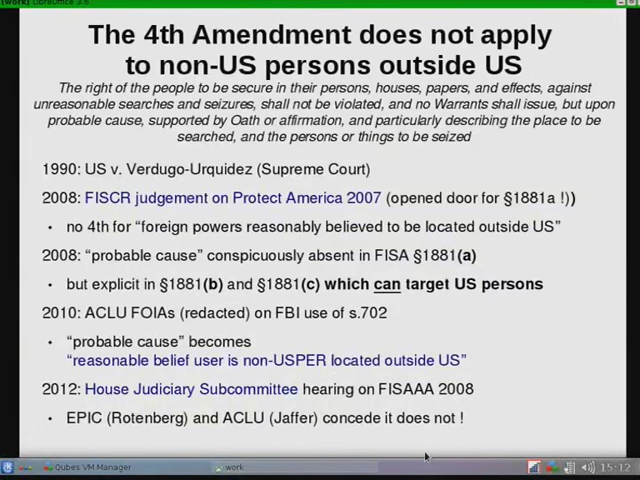 [work] LibreOffice 3.6
The 4th Amendment does not apply
to non-US persons outside US
The right of the people to be secure in their persons, houses, papers, and effects, against
unreasonable searches and seizures, shall not be violated, and no Warrants shall issue, but upon
probable cause, supported by Oath or affirmation, and particularly describing the place to be
searched, and the persons or things to be seized
1990: US v. Verdugo-Urquidez (Supreme Court)
2008: FISCR judgement on Protect America 2007 (opened door for §1881a !))
• no 4th for “foreign powers reasonably believed to be located outside US”
2008: “probable cause” conspicuously absent in FISA §1881(a)
• but explicit in §1881(b) and §1881(c) which can target US persons
2010: ACLU FOIAs (redacted) on FBI use of s.702
• “probable cause” becomes
“reasonable belief user is non-USPER located outside US”
2012: House Judiciary Subcommittee hearing on FISAAA 2008
• EPIC (Rotenberg) and ACLU (Jaffer) concede it does not !
Qubes VM Manager
work
15:12